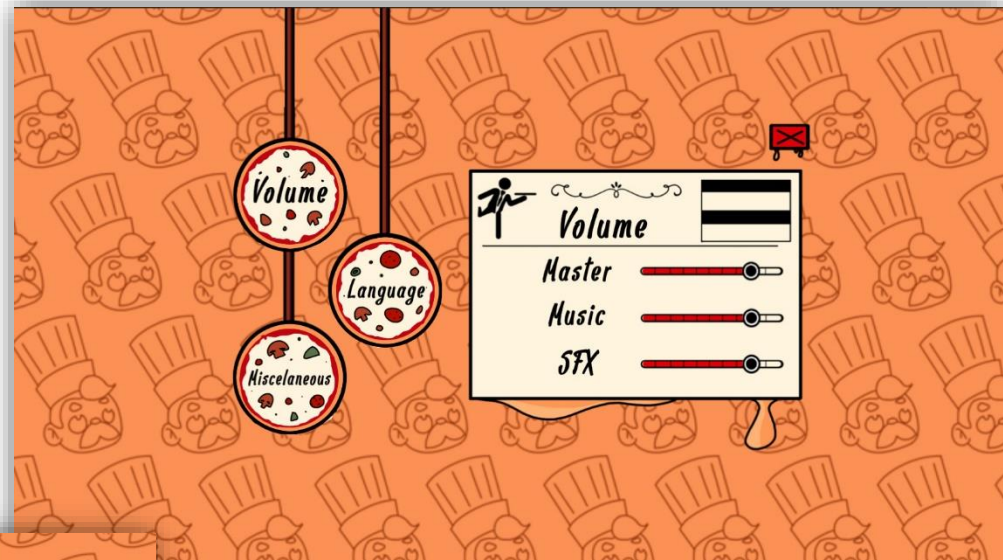 Volume
Language
Miscelaneous
Volume
Master
Music
SFX